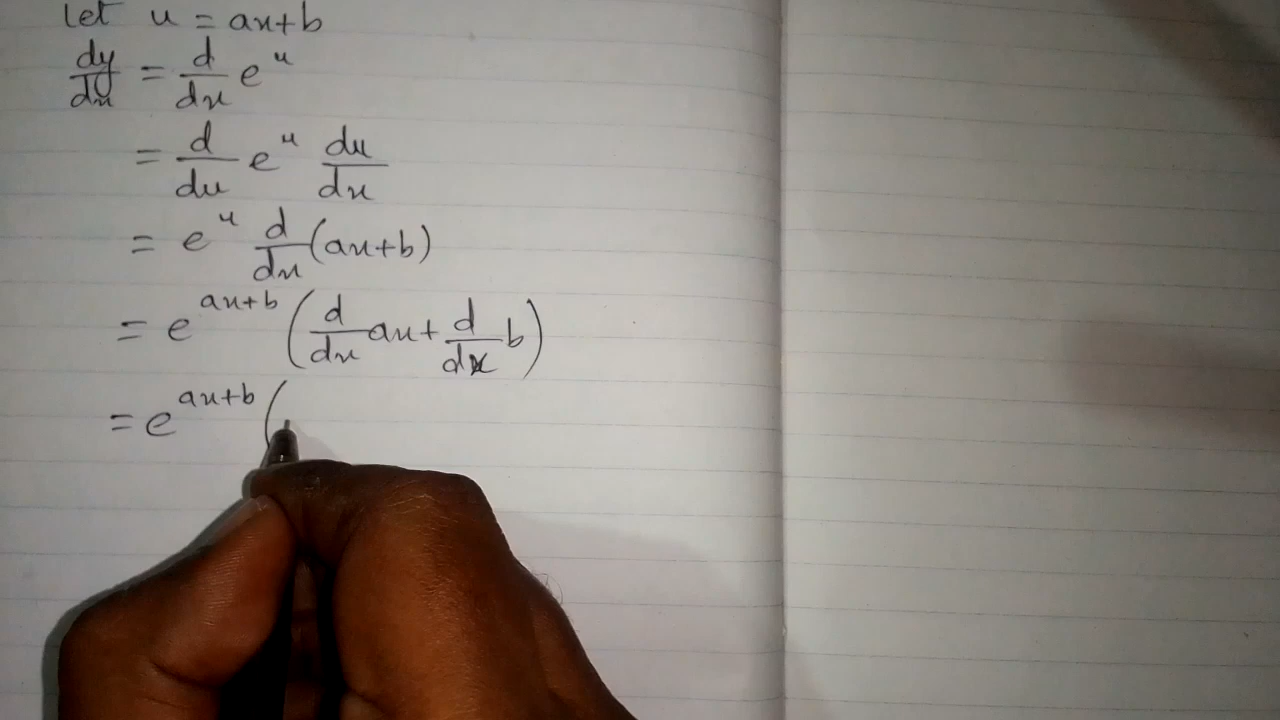 let u = ax+b
dy/dx = d/dx e^u
= d/du e^u du/dx
= e^u d/dx (ax+b)
= e^(ax+b) (d/dx ax + d/dx b)
= e^(ax+b) (